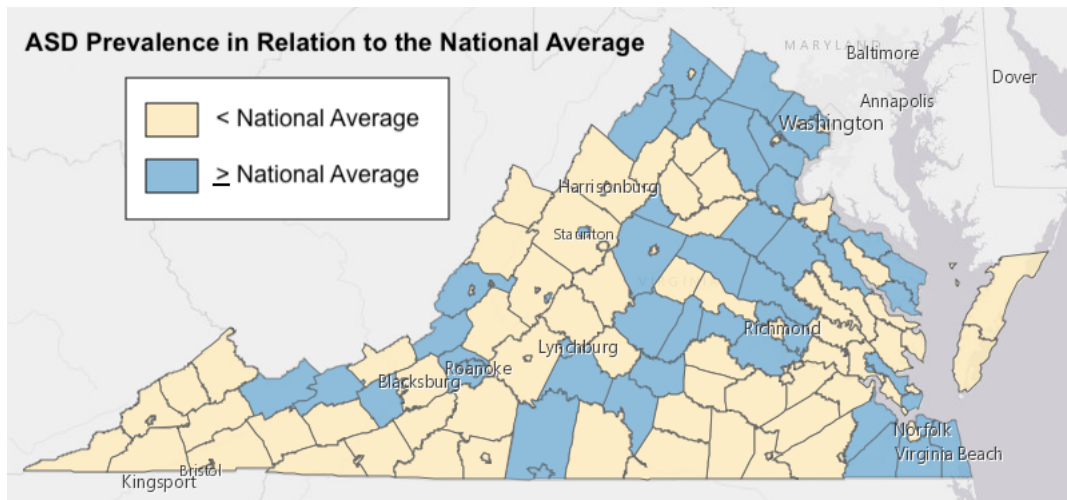 ASD Prevalence in Relation to the National Average
< National Average
≥ National Average
MARYLAND
Baltimore
Dover
Annapolis
Washington
Harrisonburg
Staunton
VIRGINIA
Richmond
Lynchburg
Roanoke
Blacksburg
Norfolk
Virginia Beach
Bristol
Kingsport